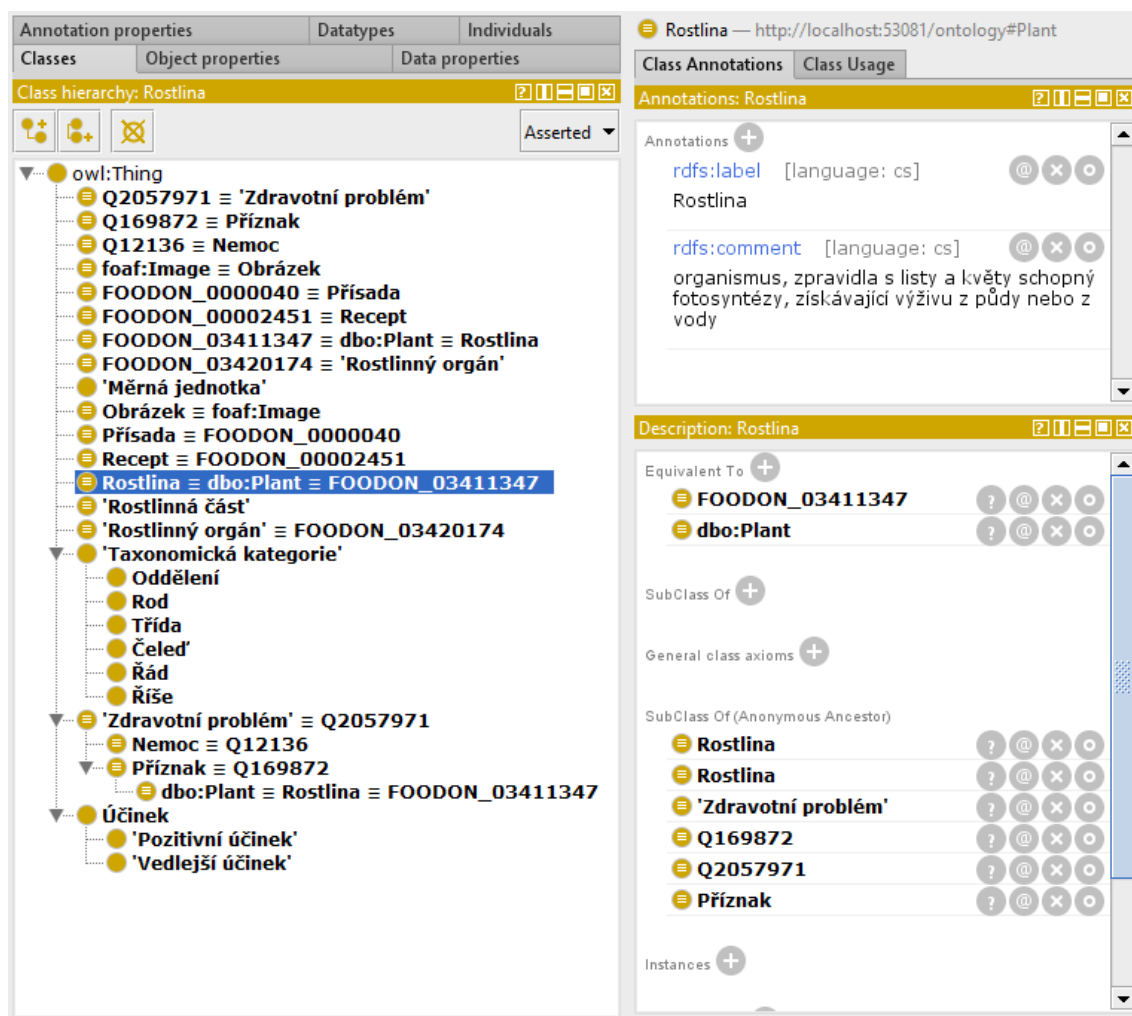 Annotation properties Datatypes Individuals
Classes Object properties Data properties
Class hierarchy: Rostlina
Asserted
owl:Thing
Q2057971 ≡ 'Zdravotní problém'
Q169872 ≡ Příznak
Q12136 ≡ Nemoc
foaf:Image ≡ Obrázek
FOODON_0000040 ≡ Přísada
FOODON_00002451 ≡ Recept
FOODON_03411347 ≡ dbo:Plant ≡ Rostlina
FOODON_03420174 ≡ 'Rostlinný orgán'
'Měrná jednotka'
Obrázek ≡ foaf:Image
Přísada ≡ FOODON_0000040
Recept ≡ FOODON_00002451
Rostlina ≡ dbo:Plant ≡ FOODON_03411347
'Rostlinná část'
'Rostlinný orgán' ≡ FOODON_03420174
'Taxonomická kategorie'
Oddělení
Rod
Třída
Čeleď
Řád
Říše
'Zdravotní problém' ≡ Q2057971
Nemoc ≡ Q12136
Příznak ≡ Q169872
dbo:Plant ≡ Rostlina ≡ FOODON_03411347
Účinek
'Pozitivní účinek'
'Vedlejší účinek'
Rostlina — http://localhost:53081/ontology#Plant
Class Annotations Class Usage
Annotations: Rostlina
Annotations
rdfs:label [language: cs]
Rostlina
rdfs:comment [language: cs]
organismus, zpravidla s listy a květy schopný
fotosyntézy, získávající výživu z půdy nebo z
vody
Description: Rostlina
Equivalent To
FOODON_03411347
dbo:Plant
SubClass Of
General class axioms
SubClass Of (Anonymous Ancestor)
Rostlina
Rostlina
'Zdravotní problém'
Q169872
Q2057971
Příznak
Instances